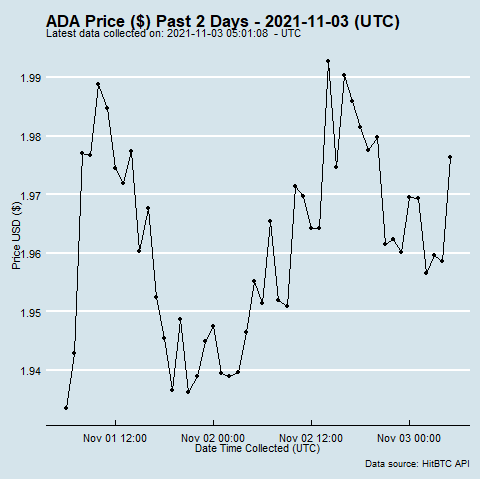 ADA Price ($) Past 2 Days - 2021-11-03 (UTC)
Latest data collected on: 2021-11-03 05:01:08 - UTC
1.99
1.98
1.97
1.96
1.95
1.94
Price USD ($)
Nov 01 12:00 Nov 02 00:00 Nov 02 12:00 Nov 03 00:00
Date Time Collected (UTC)
Data source: HitBTC API